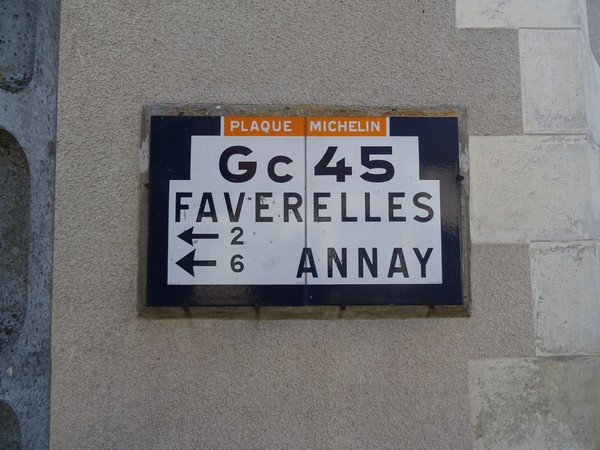 PLAQUE MICHELIN
Gc 45
FAVERELLES
← 2
← 6 ANNAY